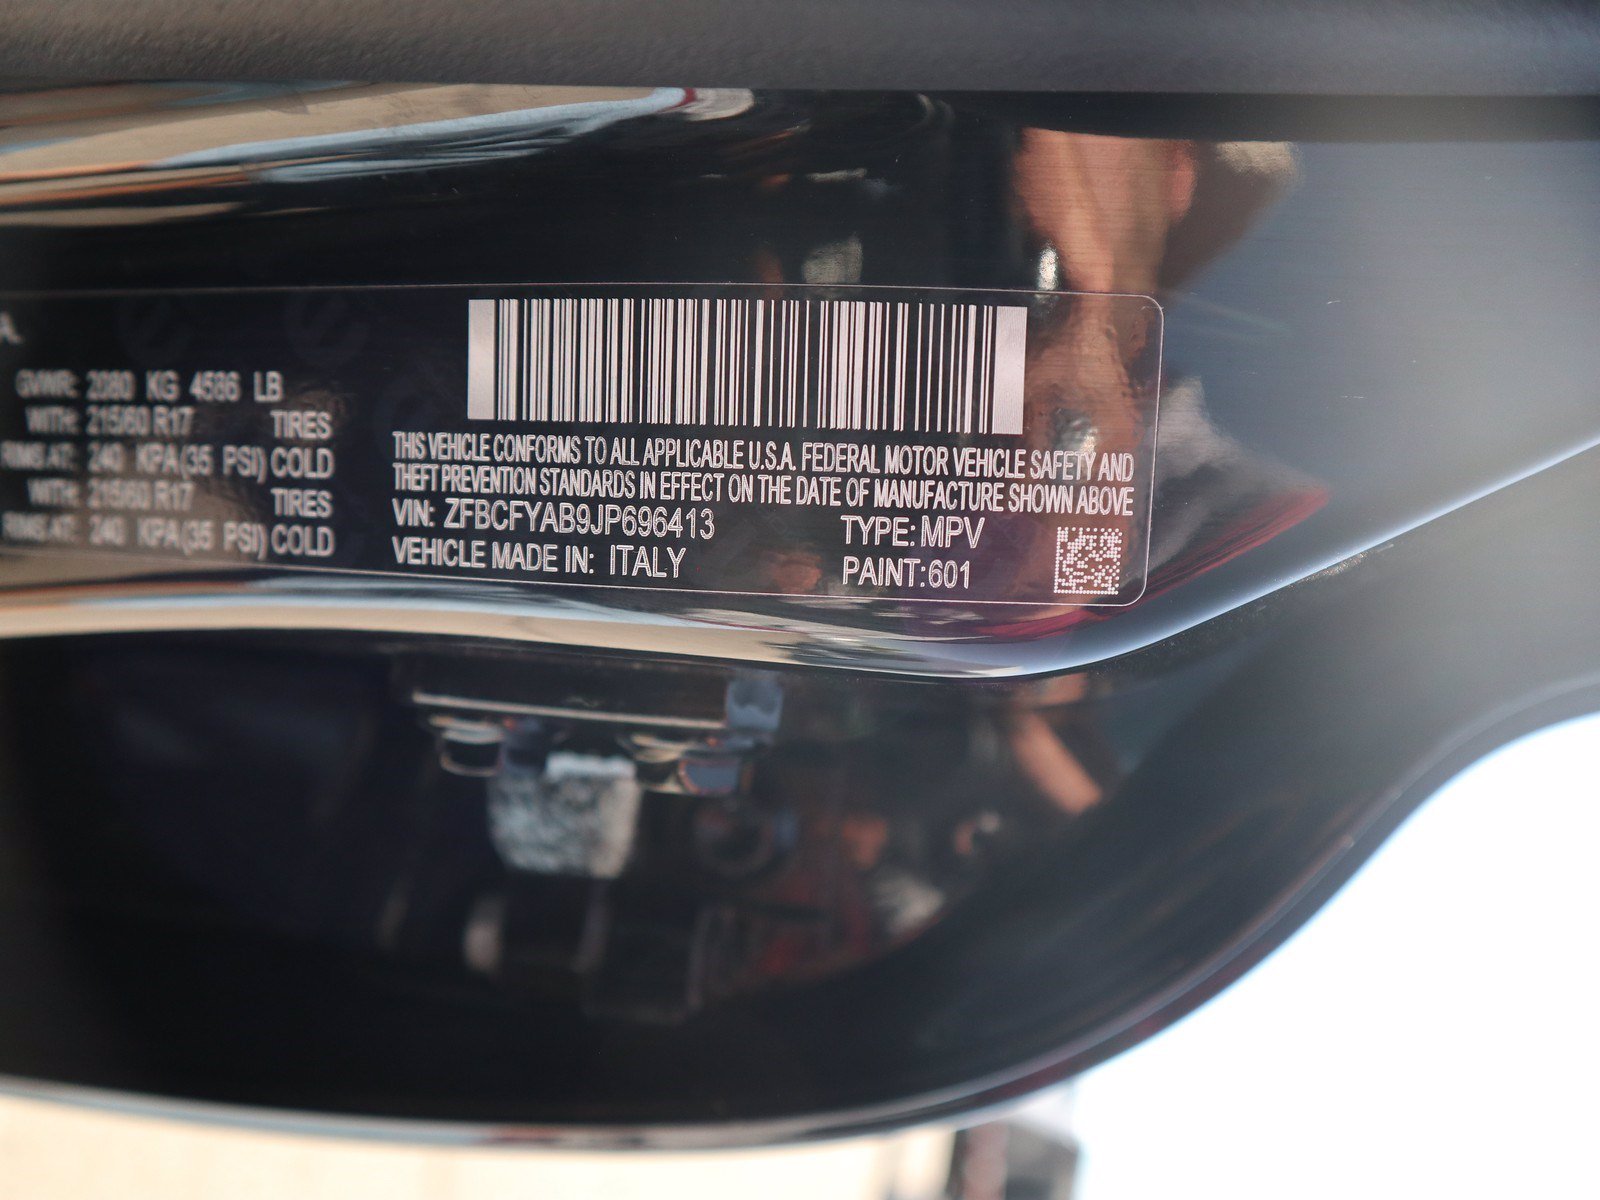 A.
GVWR: 2080 KG 4586 LB
WITH: 215/60 R17 TIRES
RIMS AT: 240 KPA(35 PSI) COLD
WITH: 215/60 R17 TIRES
RIMS AT: 240 KPA(35 PSI) COLD
THIS VEHICLE CONFORMS TO ALL APPLICABLE U.S.A. FEDERAL MOTOR VEHICLE SAFETY AND
THEFT PREVENTION STANDARDS IN EFFECT ON THE DATE OF MANUFACTURE SHOWN ABOVE
VIN: ZFBCFYAB9JP696413 TYPE: MPV
VEHICLE MADE IN: ITALY PAINT:601